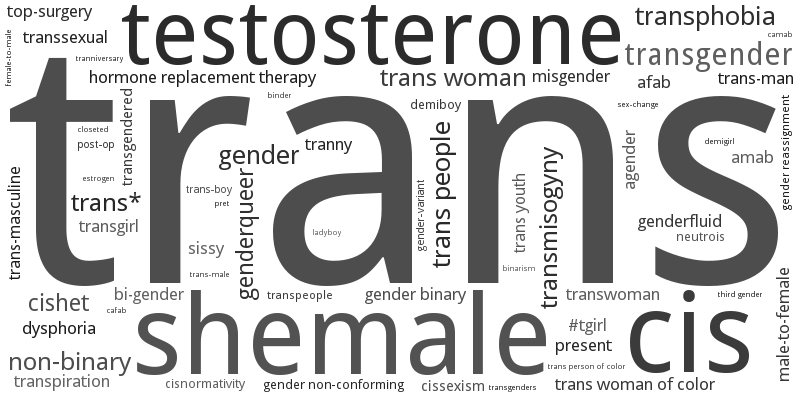 top-surgery
testosterone
transphobia
female-to-male
transsexual
camab
tranniversary
transgender
hormone replacement therapy
trans woman
misgender
afab
trans-man
trans
transgendered
binder
demiboy
sex-change
gender reassignment
closeted
post-op
gender
tranny
trans people
agender
demigirl
amab
estrogen
trans-masculine
trans*
trans-boy
pret
genderqueer
gender-variant
trans youth
transmisogyny
genderfluid
neutrois
transgirl
sissy
ladyboy
trans-male
binarism
male-to-female
cishet
bi-gender
cafab
transpeople
gender binary
transwoman
third gender
dysphoria
shemale
#tgirl
cis
present
non-binary
trans person of color
transpiration
cisnormativity
gender non-conforming
cissexism
transgenders
trans woman of color